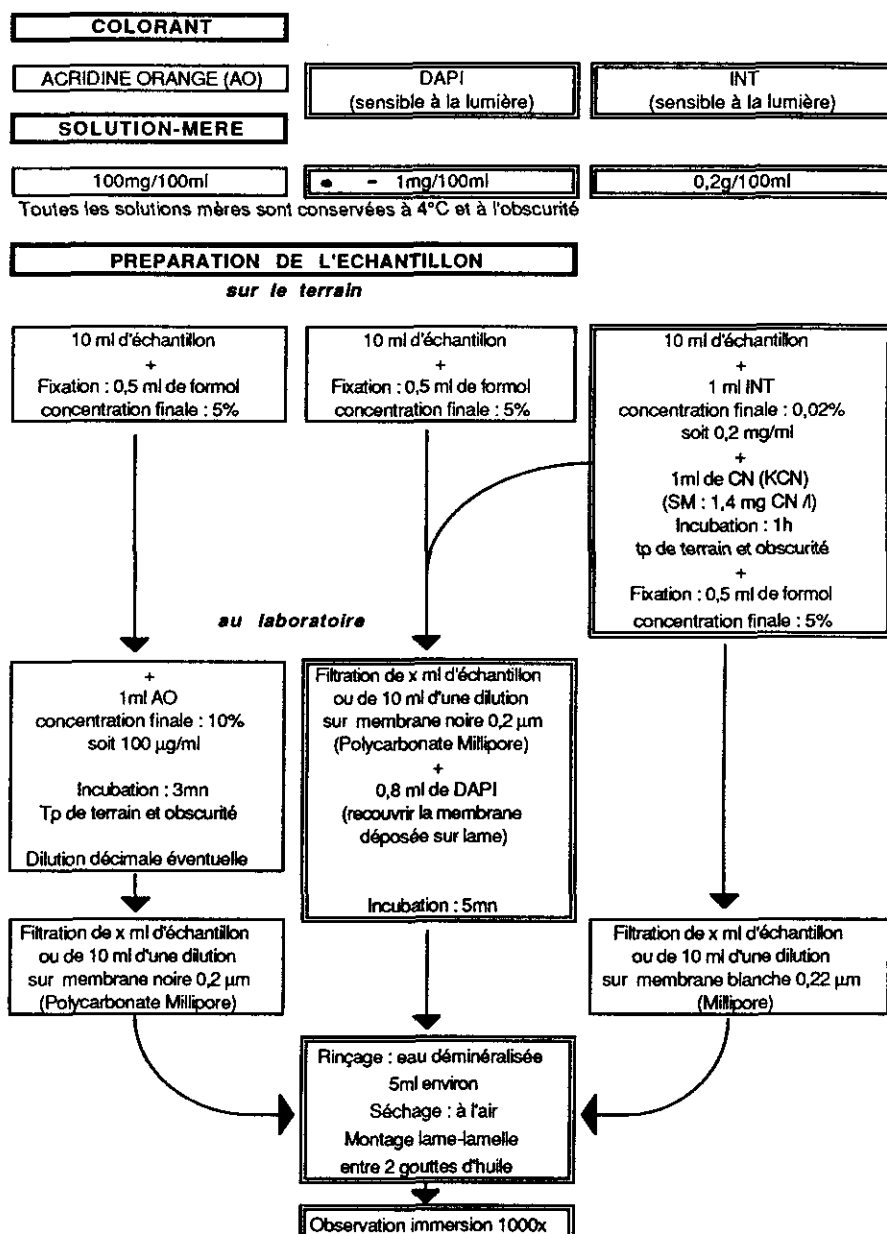 COLORANT
ACRIDINE ORANGE (AO)
DAPI
(sensible à la lumière)
INT
(sensible à la lumière)
SOLUTION-MERE
100mg/100ml
1mg/100ml
0,2g/100ml
Toutes les solutions mères sont conservées à 4°C et à l'obscurité
PREPARATION DE L'ECHANTILLON
sur le terrain
10 ml d'échantillon
+
Fixation : 0,5 ml de formol
concentration finale : 5%
10 ml d'échantillon
+
Fixation : 0,5 ml de formol
concentration finale : 5%
10 ml d'échantillon
+
1 ml INT
concentration finale : 0,02%
soit 0,2 mg/ml
+
1ml de CN (KCN)
(SM : 1,4 mg CN /l)
Incubation : 1h
tp de terrain et obscurité
+
Fixation : 0,5 ml de formol
concentration finale : 5%
au laboratoire
+
1ml AO
concentration finale : 10%
soit 100 µg/ml
Incubation : 3mn
Tp de terrain et obscurité
Dilution décimale éventuelle
Filtration de x ml d'échantillon
ou de 10 ml d'une dilution
sur membrane noire 0,2 µm
(Polycarbonate Millipore)
+
0,8 ml de DAPI
(recouvrir la membrane
déposée sur lame)
Incubation : 5mn
Filtration de x ml d'échantillon
ou de 10 ml d'une dilution
sur membrane noire 0,2 µm
(Polycarbonate Millipore)
Filtration de x ml d'échantillon
ou de 10 ml d'une dilution
sur membrane blanche 0,22 µm
(Millipore)
Rinçage : eau déminéralisée
5ml environ
Séchage : à l'air
Montage lame-lamelle
entre 2 gouttes d'huile
Observation immersion 1000x